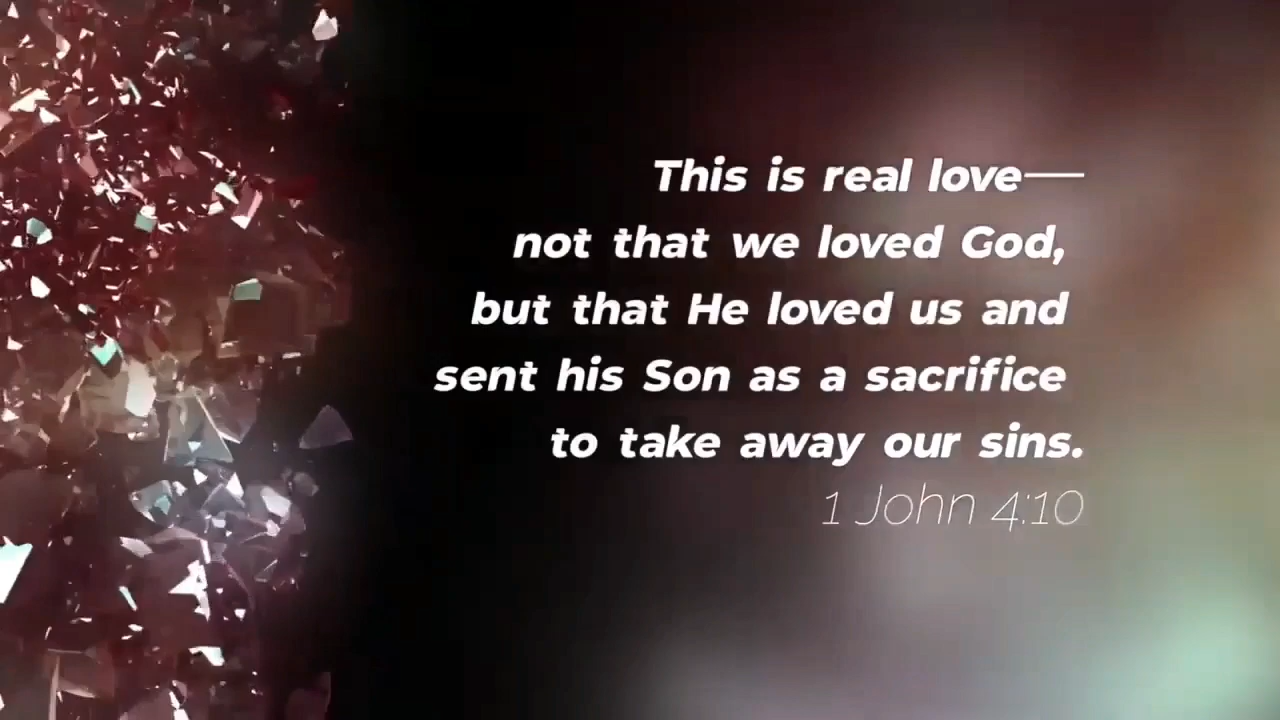 This is real love—
not that we loved God,
but that He loved us and
sent his Son as a sacrifice
to take away our sins.
1 John 4:10